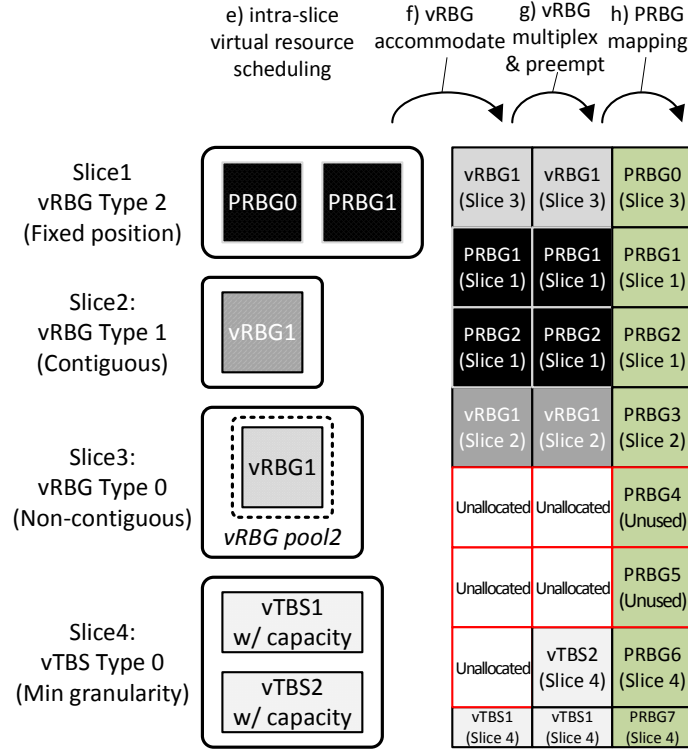 e) intra-slice
virtual resource
scheduling
f) vRBG
accommodate
g) vRBG
multiplex
& preempt
h) PRBG
mapping
Slice1
vRBG Type 2
(Fixed position)
PRBG0
PRBG1
Slice2:
vRBG Type 1
(Contiguous)
vRBG1
Slice3:
vRBG Type 0
(Non-contiguous)
vRBG1
vRBG pool2
Slice4:
vTBS Type 0
(Min granularity)
vTBS1
w/ capacity
vTBS2
w/ capacity
vRBG1
(Slice 3)
vRBG1
(Slice 3)
PRBG0
(Slice 3)
PRBG1
(Slice 1)
PRBG1
(Slice 1)
PRBG1
(Slice 1)
PRBG2
(Slice 1)
PRBG2
(Slice 1)
PRBG2
(Slice 1)
vRBG1
(Slice 2)
vRBG1
(Slice 2)
PRBG3
(Slice 2)
Unallocated
Unallocated
PRBG4
(Unused)
Unallocated
Unallocated
PRBG5
(Unused)
Unallocated
vTBS2
(Slice 4)
PRBG6
(Slice 4)
vTBS1
(Slice 4)
vTBS1
(Slice 4)
PRBG7
(Slice 4)